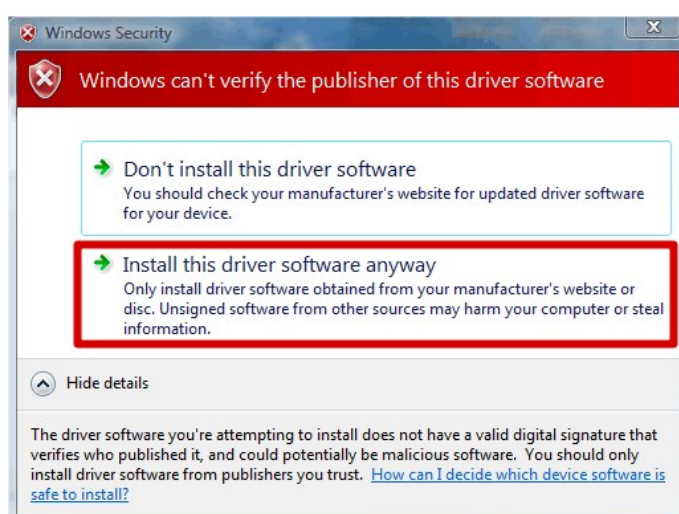 Windows Security
Windows can't verify the publisher of this driver software
Don't install this driver software
You should check your manufacturer's website for updated driver software
for your device.
Install this driver software anyway
Only install driver software obtained from your manufacturer's website or
disc. Unsigned software from other sources may harm your computer or steal
information.
Hide details
The driver software you're attempting to install does not have a valid digital signature that
verifies who published it, and could potentially be malicious software.  You should only
install driver software from publishers you trust.  How can I decide which device software is
safe to install?